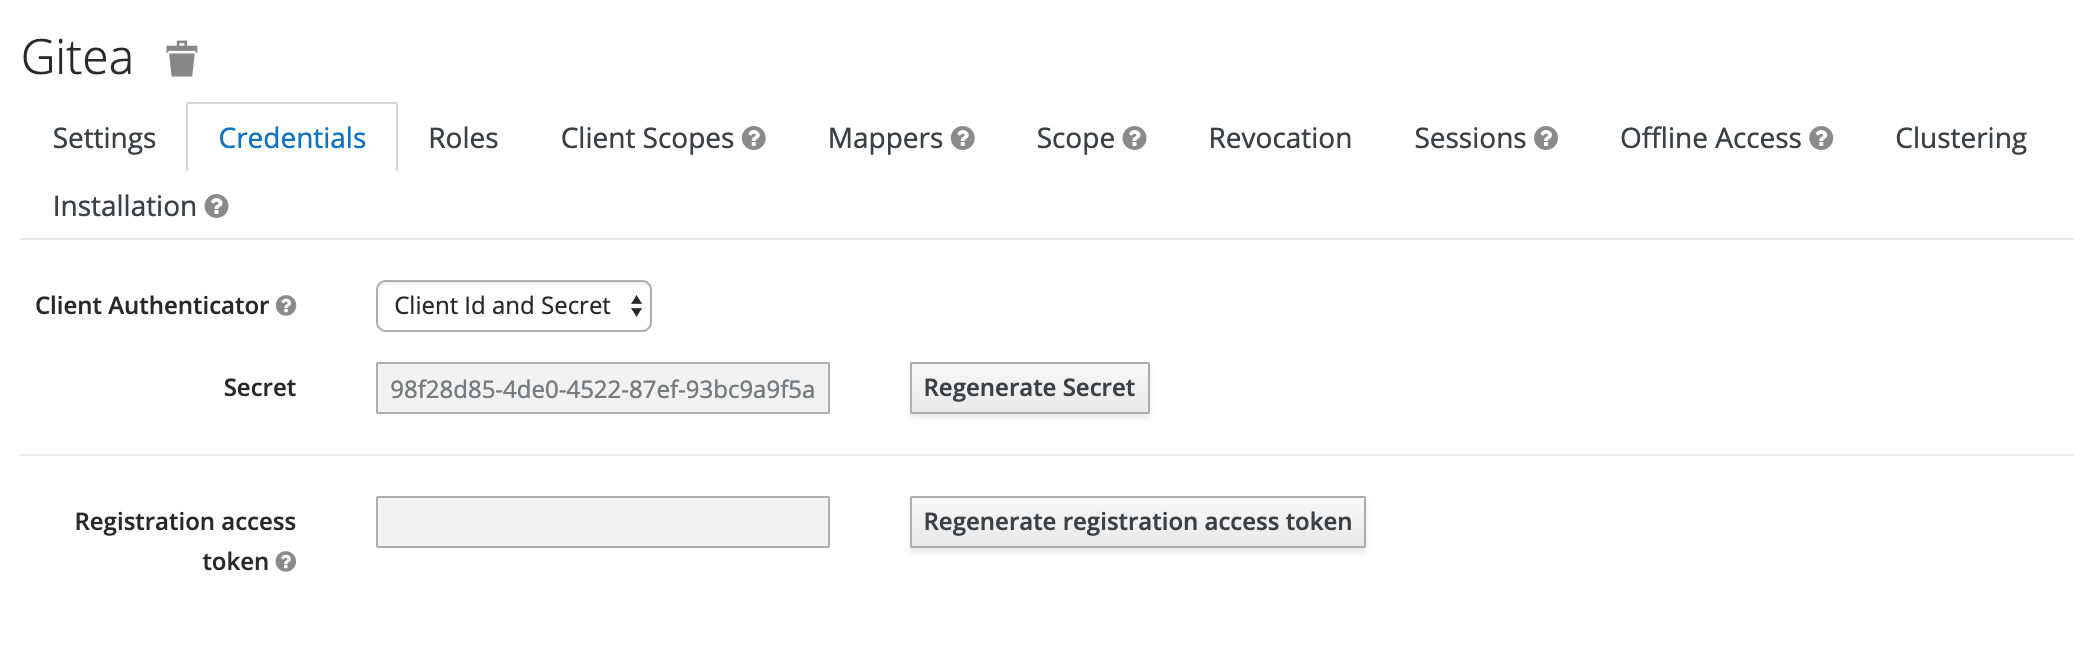 Gitea
Settings Credentials Roles Client Scopes Mappers Scope Revocation Sessions Offline Access Clustering
Installation
Client Authenticator Client Id and Secret
Secret 98f28d85-4de0-4522-87ef-93bc9a9f5a Regenerate Secret
Registration access Regenerate registration access token
token